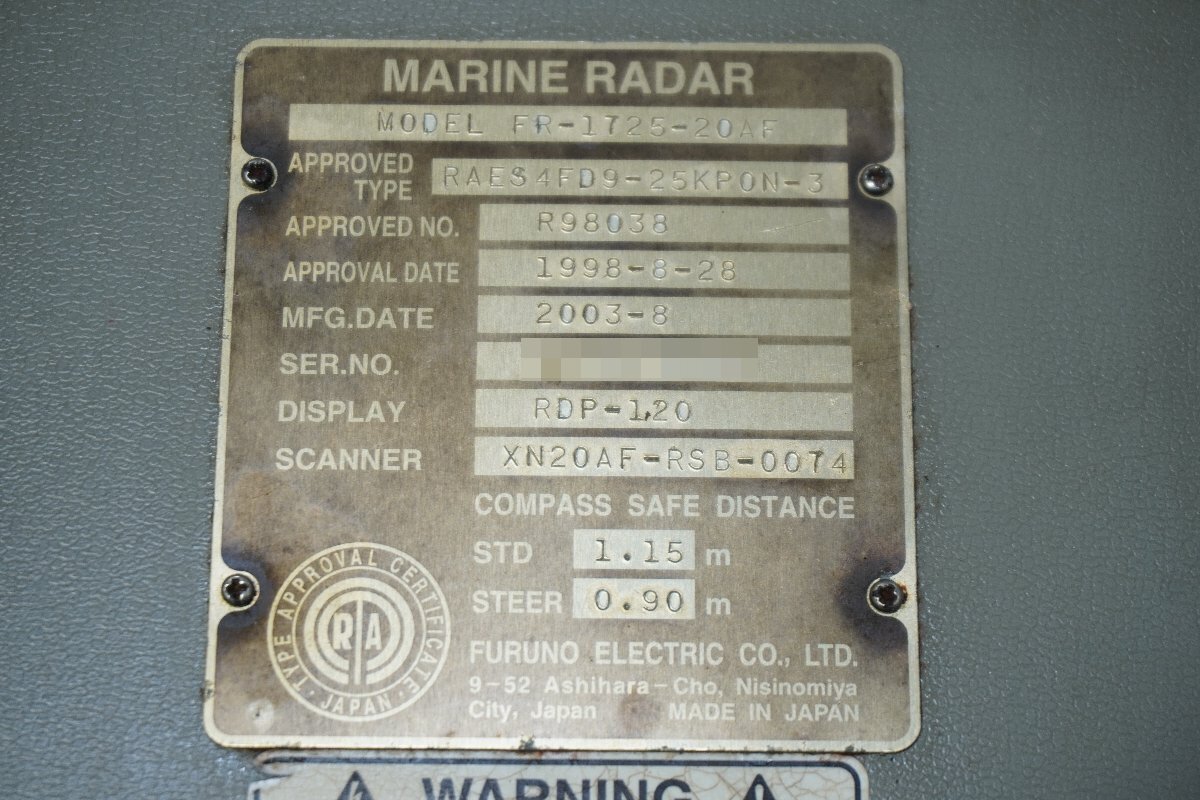 MARINE RADAR
MODEL FR-1725-20AF
APPROVED TYPE RAES4FD9-25KP0N-3
APPROVED NO. R98038
APPROVAL DATE 1998-8-28
MFG.DATE 2003-8
SER.NO.
DISPLAY RDP-120
SCANNER XN20AF-RSB-0074
COMPASS SAFE DISTANCE
STD 1.15 m
STEER 0.90 m
TYPE APPROVAL CERTIFICATE · JAPAN ·
RA
FURUNO ELECTRIC CO., LTD.
9-52 Ashihara-Cho, Nisinomiya
City, Japan MADE IN JAPAN
WARNING